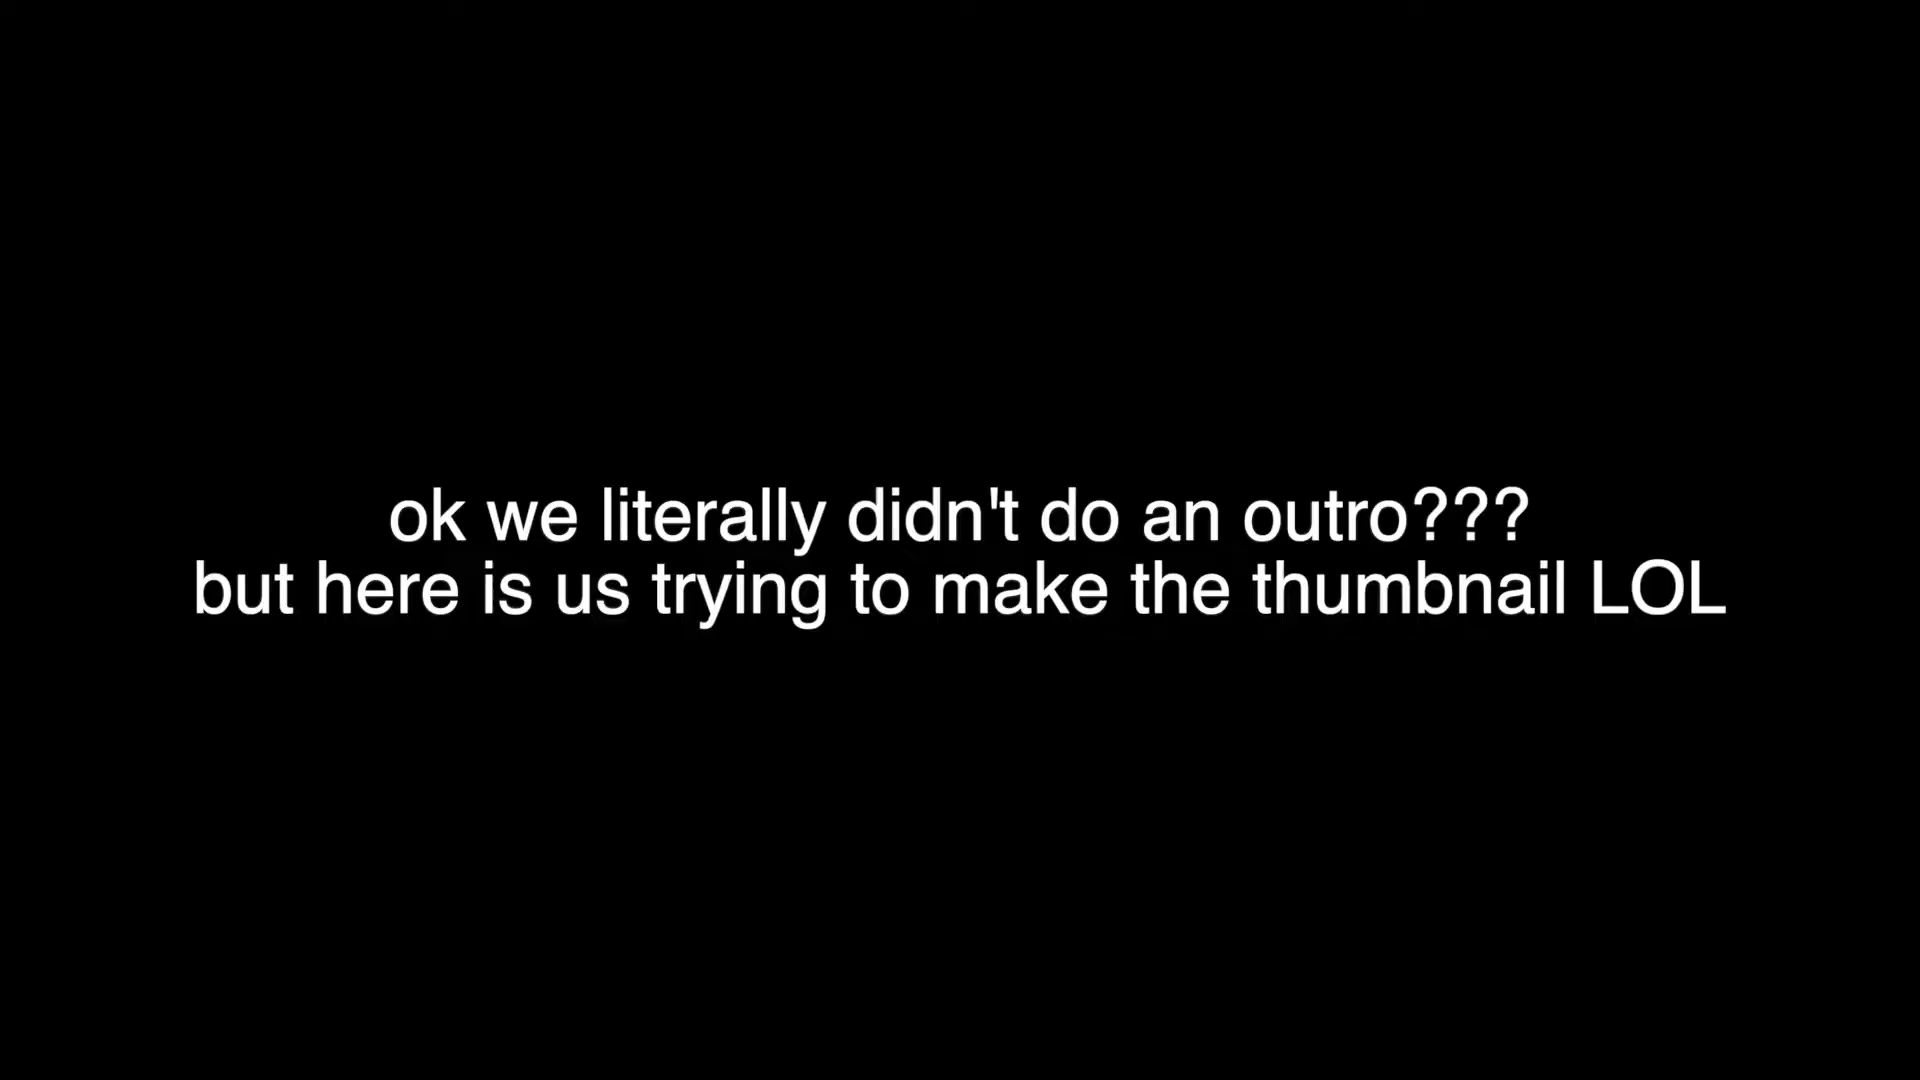 ok we literally didn't do an outro???
but here is us trying to make the thumbnail LOL